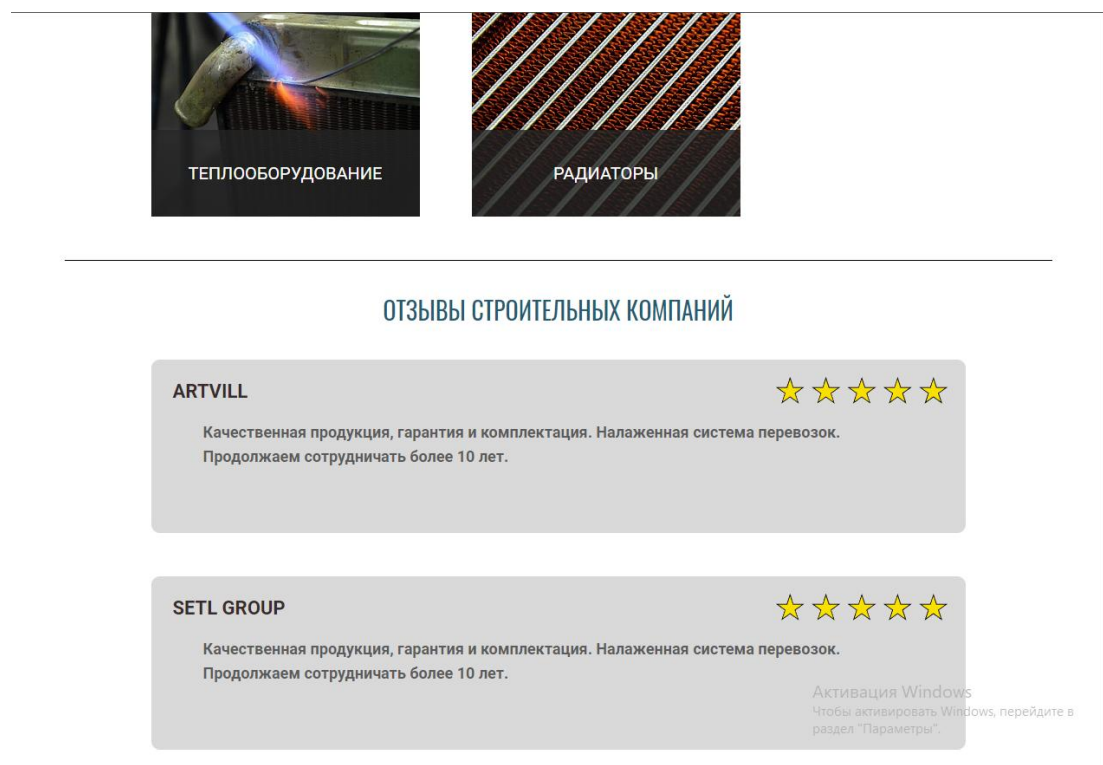 ТЕПЛООБОРУДОВАНИЕ
РАДИАТОРЫ
ОТЗЫВЫ СТРОИТЕЛЬНЫХ КОМПАНИЙ
ARTVILL
Качественная продукция, гарантия и комплектация. Налаженная система перевозок.
Продолжаем сотрудничать более 10 лет.
SETL GROUP
Качественная продукция, гарантия и комплектация. Налаженная система перевозок.
Продолжаем сотрудничать более 10 лет.
Активация Windows
Чтобы активировать Windows, перейдите в
раздел "Параметры".